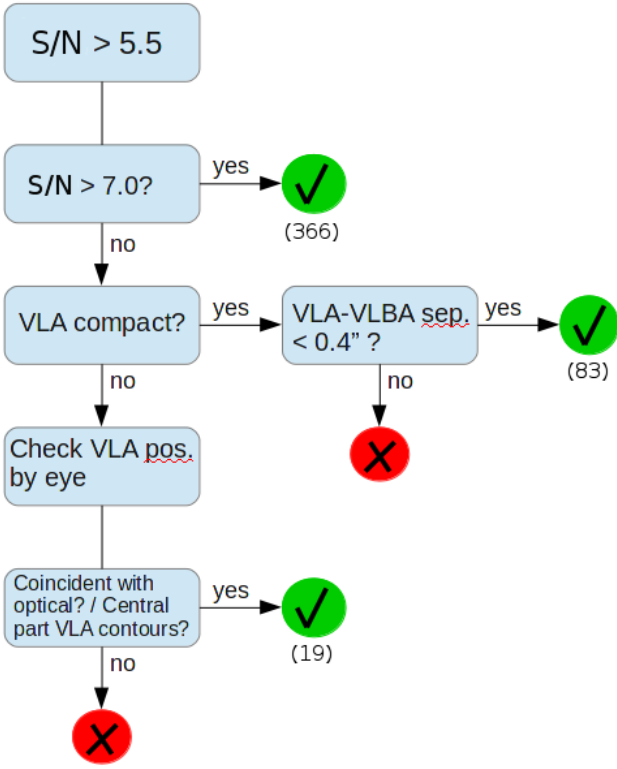 S/N > 5.5
S/N > 7.0?
yes
(366)
no
VLA compact?
yes
VLA-VLBA sep.
< 0.4” ?
yes
(83)
no
no
Check VLA pos.
by eye
Coincident with
optical? / Central
part VLA contours?
yes
(19)
no